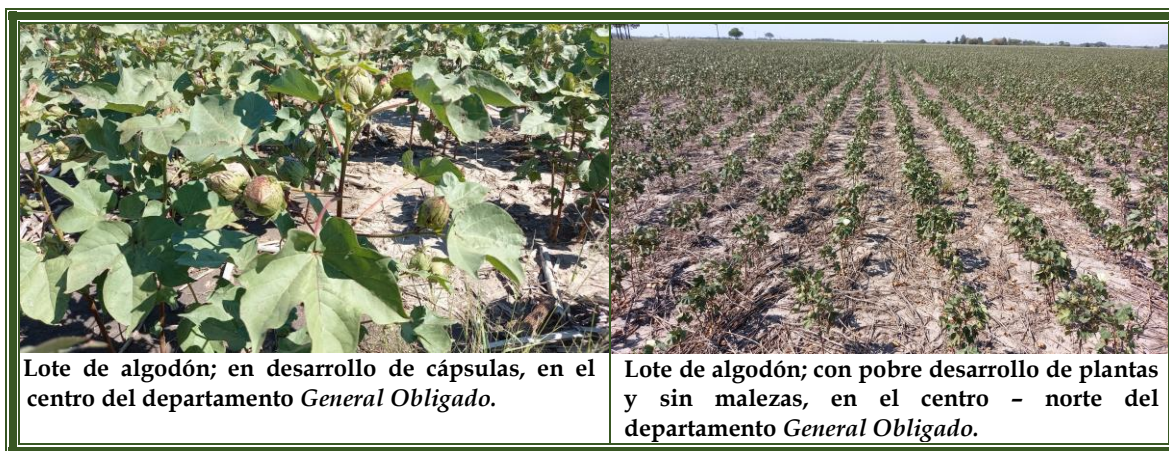 Lote de algodón; en desarrollo de cápsulas, en el
centro del departamento General Obligado.
Lote de algodón; con pobre desarrollo de plantas
y sin malezas, en el centro – norte del
departamento General Obligado.